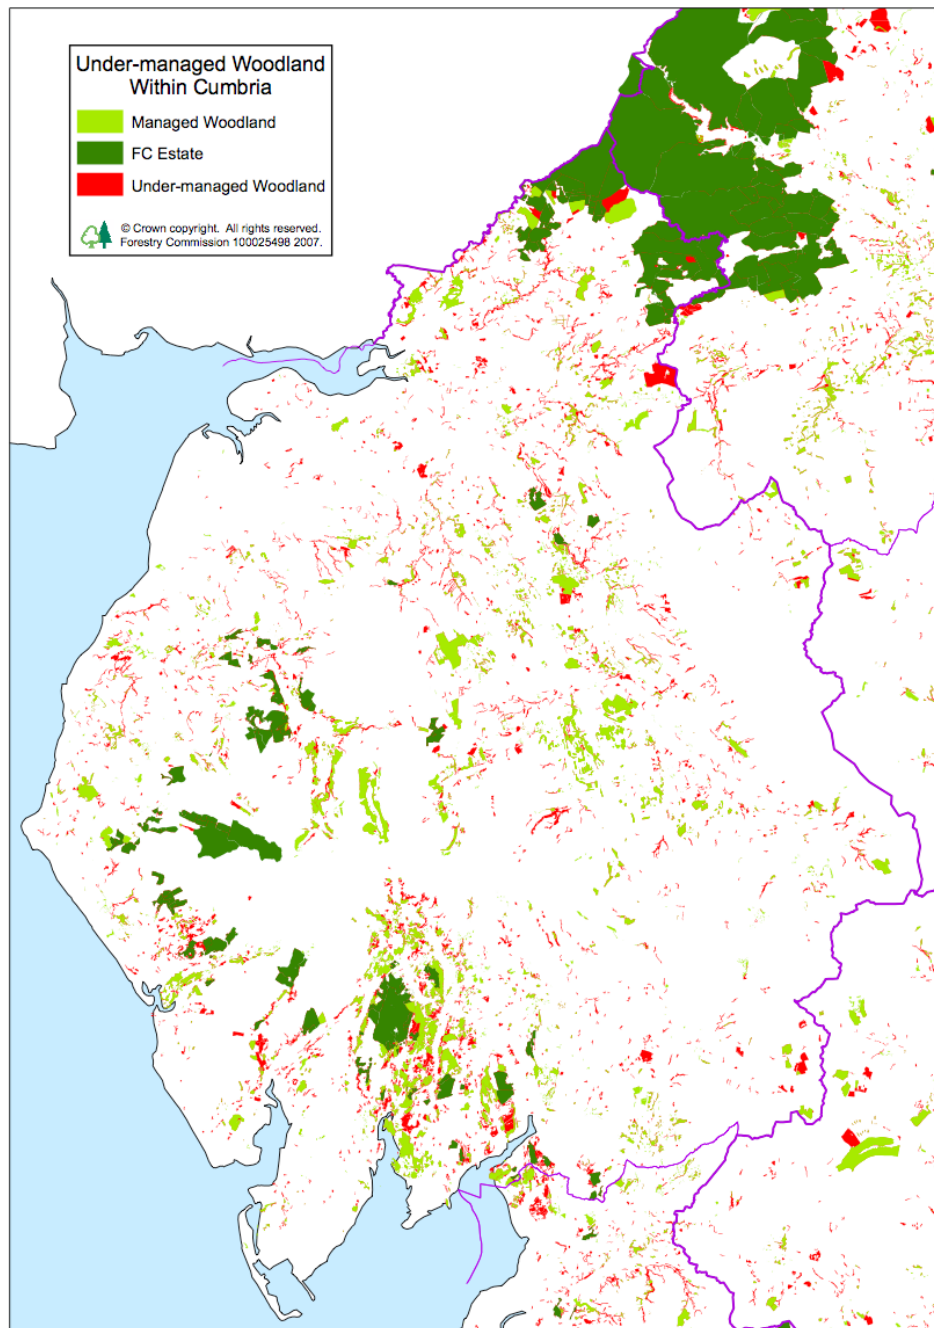 Under-managed Woodland
Within Cumbria
Managed Woodland
FC Estate
Under-managed Woodland
© Crown copyright. All rights reserved.
Forestry Commission 100025498 2007.